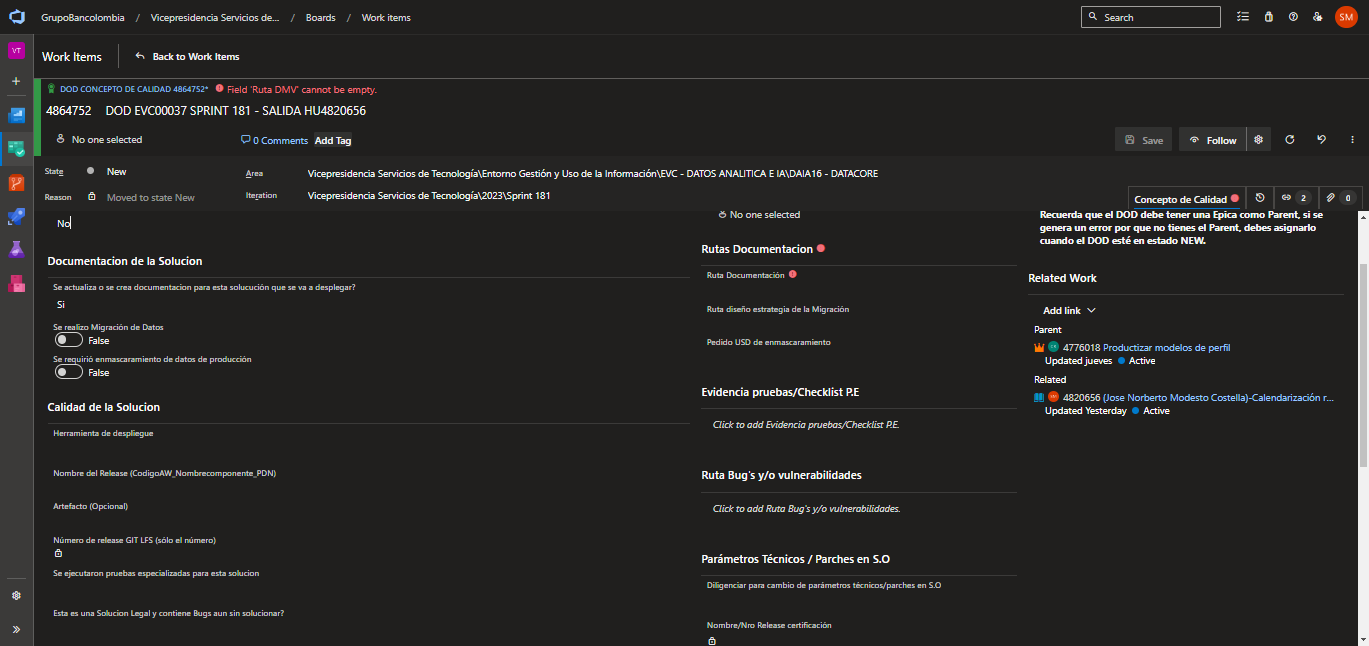 GrupoBancolombia / Vicepresidencia Servicios de... / Boards / Work items
Search
SM
VT
Work Items
Back to Work Items
DOD CONCEPTO DE CALIDAD 4864752* Field 'Ruta DMV' cannot be empty.
4864752 DOD EVC00037 SPRINT 181 - SALIDA HU4820656
No one selected
0 Comments
Add Tag
Save
Follow
State
New
Area
Vicepresidencia Servicios de Tecnología\Entorno Gestión y Uso de la Información\EVC - DATOS ANALITICA E IA\DAIA16 - DATACORE
Reason
Moved to state New
Iteration
Vicepresidencia Servicios de Tecnología\2023\Sprint 181
Concepto de Calidad
2
0
No
Documentacion de la Solucion
Se actualiza o se crea documentacion para esta solucución que se va a desplegar?
Si
Se realizo Migración de Datos
False
Se requirió enmascaramiento de datos de producción
False
Calidad de la Solucion
Herramienta de despliegue
Nombre del Release (CodigoAW_Nombrecomponente_PDN)
Artefacto (Opcional)
Número de release GIT LFS (sólo el número)
Se ejecutaron pruebas especializadas para esta solucion
Esta es una Solucion Legal y contiene Bugs aun sin solucionar?
No one selected
Rutas Documentacion
Ruta Documentación
Ruta diseño estrategia de la Migración
Pedido USD de enmascaramiento
Evidencia pruebas/Checklist P.E
Click to add Evidencia pruebas/Checklist P.E.
Ruta Bug's y/o vulnerabilidades
Click to add Ruta Bug's y/o vulnerabilidades.
Parámetros Técnicos / Parches en S.O
Diligenciar para cambio de parámetros técnicos/parches en S.O
Nombre/Nro Release certificación
Recuerda que el DOD debe tener una Epica como Parent, si se
genera un error por que no tienes el Parent, debes asignarlo
cuando el DOD esté en estado NEW.
Related Work
Add link
Parent
4776018 Productizar modelos de perfil
Updated jueves Active
Related
4820656 (Jose Norberto Modesto Costella)-Calendarización r...
Updated Yesterday Active